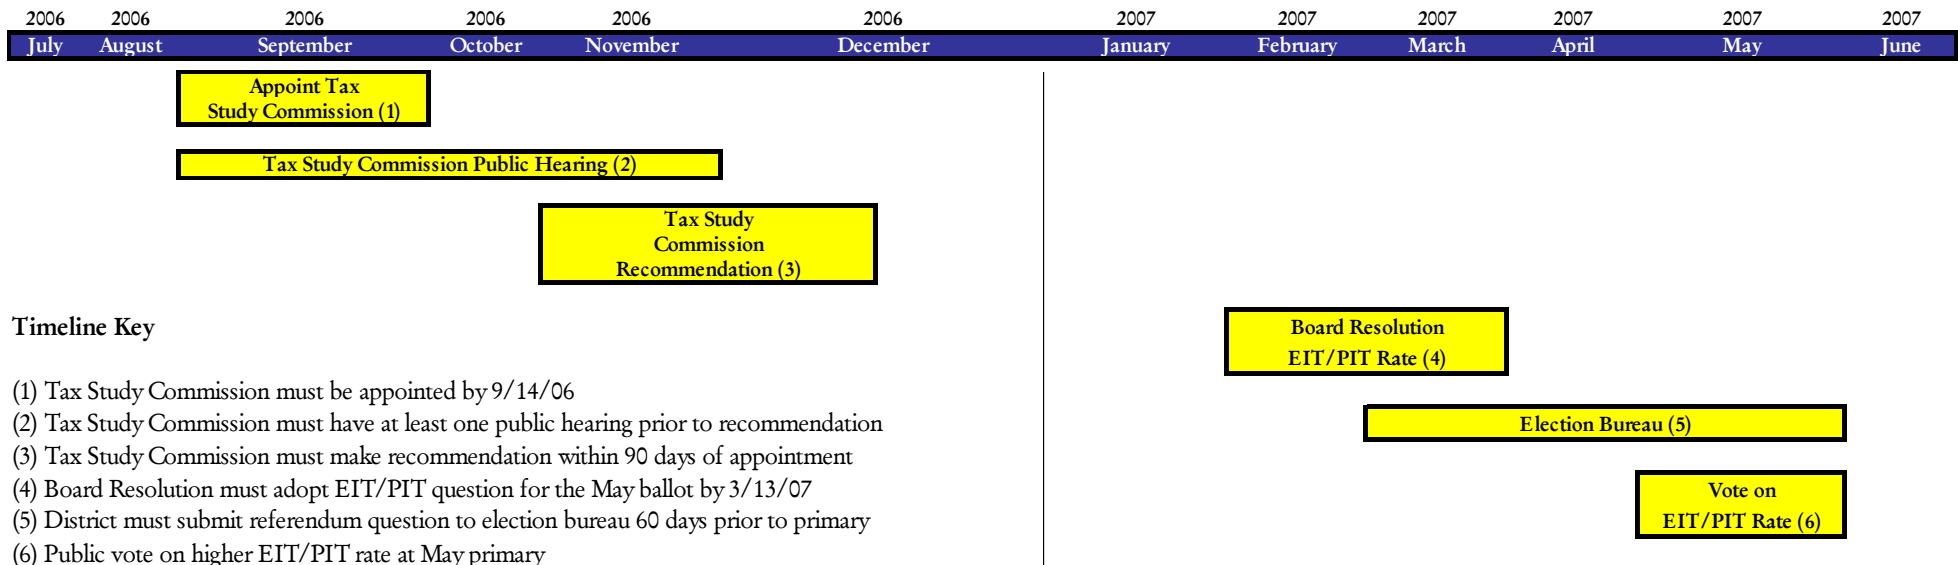 2006 2006 2006 2006 2006 2006 2007 2007 2007 2007 2007 2007
July August September October November December January February March April May June
Appoint Tax
Study Commission (1)
Tax Study Commission Public Hearing (2)
Tax Study
Commission
Recommendation (3)
Board Resolution
EIT/PIT Rate (4)
Election Bureau (5)
Vote on
EIT/PIT Rate (6)
Timeline Key
(1) Tax Study Commission must be appointed by 9/14/06
(2) Tax Study Commission must have at least one public hearing prior to recommendation
(3) Tax Study Commission must make recommendation within 90 days of appointment
(4) Board Resolution must adopt EIT/PIT question for the May ballot by 3/13/07
(5) District must submit referendum question to election bureau 60 days prior to primary
(6) Public vote on higher EIT/PIT rate at May primary